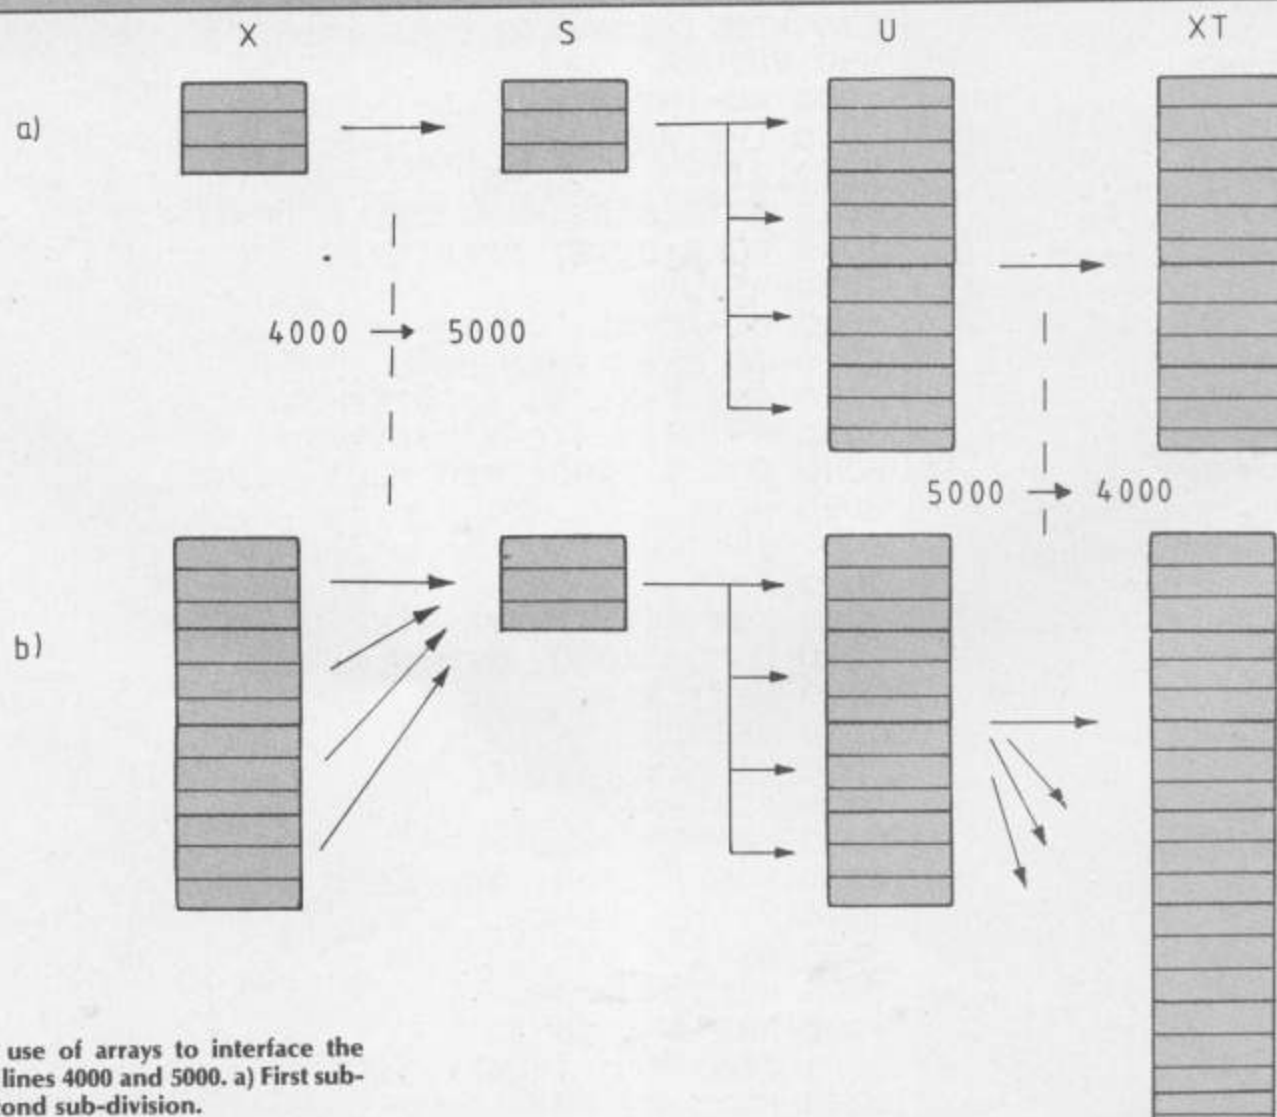 X S U XT
a)
4000 5000
5000 4000
b)
use of arrays to interface the
lines 4000 and 5000. a) First sub-
ond sub-division.